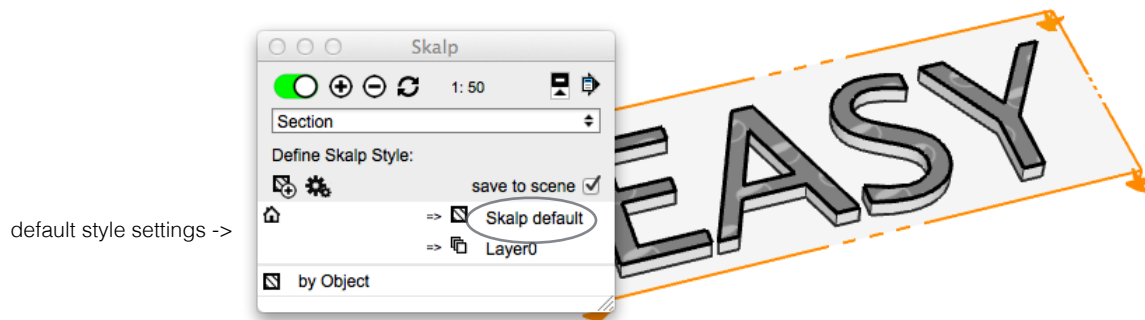 Skalp
1: 50
Section
Define Skalp Style:
save to scene
default style settings -> => Skalp default
=> Layer0
by Object
EASY